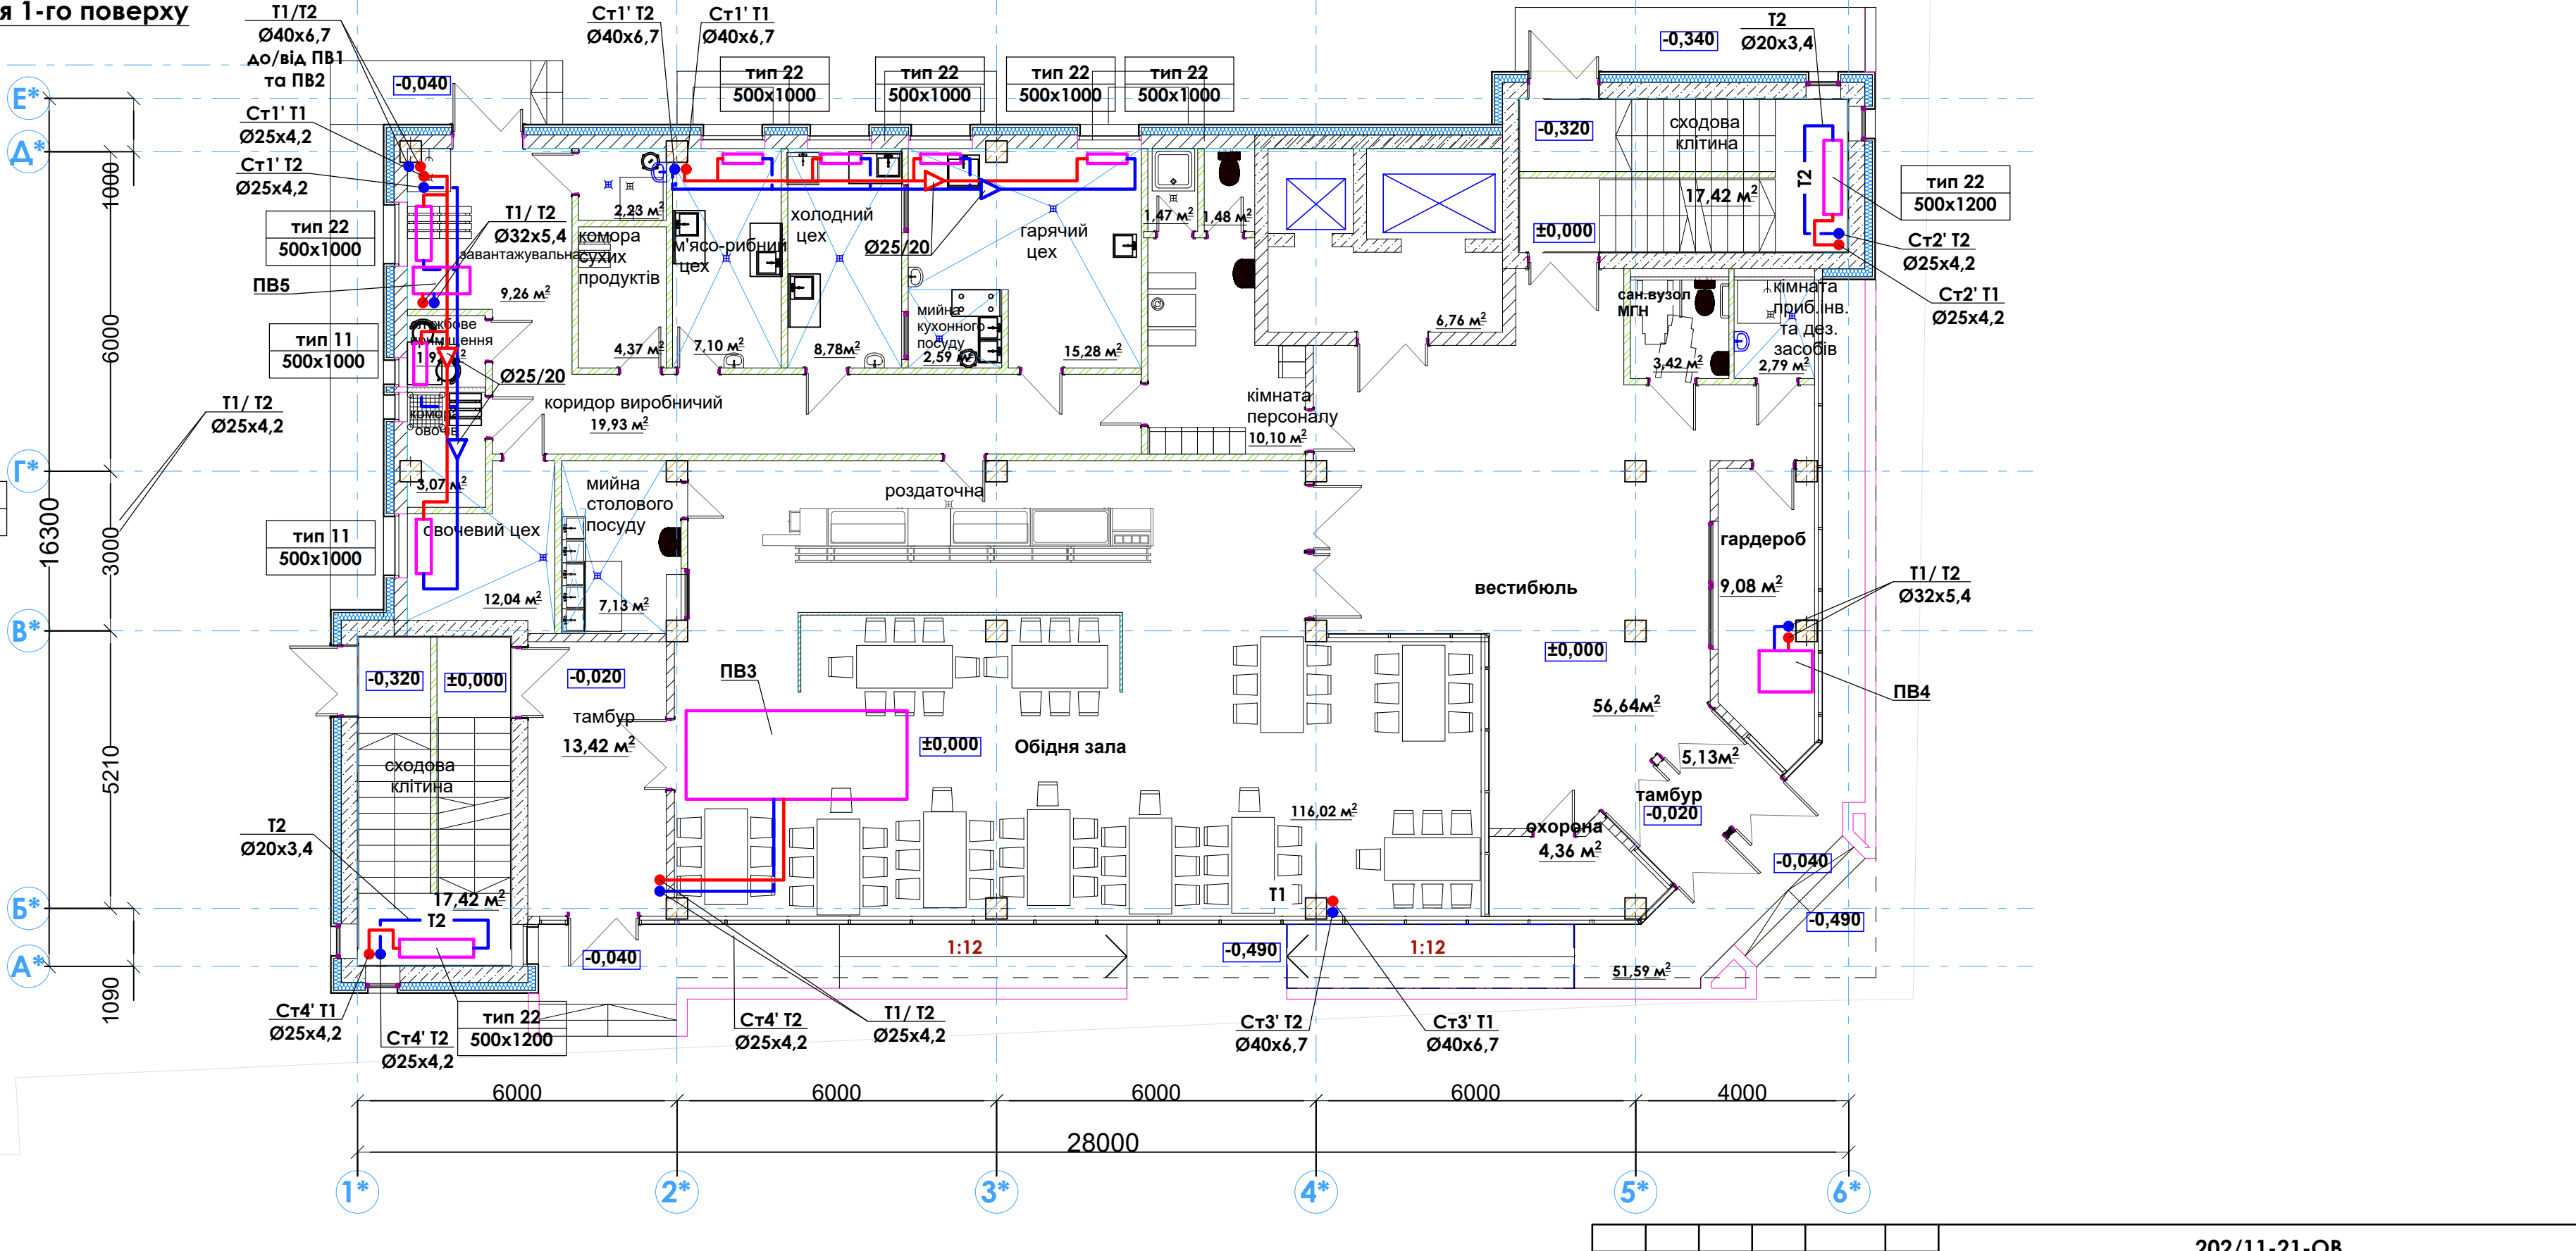 я 1-го поверху
Т1/Т2
Ø40х6,7
до/від ПВ1
та ПВ2
-0,040
Ст1' Т2
Ø40х6,7
Ст1' Т1
Ø40х6,7
тип 22
500х1000
тип 22
500х1000
тип 22
500х1000
тип 22
500х1000
-0,340
Т2
Ø20х3,4
Е*
Д*
Г*
В*
Б*
А*
1000
6000
3000
5210
1090
16300
Ст1' Т1
Ø25х4,2
Ст1' Т2
Ø25х4,2
тип 22
500х1000
Т1/ Т2
Ø32х5,4
завантажувальна
ПВ5
9,26 м²
тип 11
500х1000
Ø25/20
Т1/ Т2
Ø25х4,2
3,07 м²
тип 11
500х1000
овочевий цех
12,04 м²
2,23 м²
комора
сухих
продуктів
4,37 м²
м'ясо-рибний
цех
7,10 м²
холодний
цех
8,78м²
Ø25/20
гарячий
цех
15,28 м²
мийна
кухонного
посуду
2,59 м²
1,47 м²
1,48 м²
6,76 м²
-0,320
сходова
клітина
17,42 м²
±0,000
Т2
тип 22
500х1200
Ст2' Т2
Ø25х4,2
Ст2' Т1
Ø25х4,2
сан.вузол
МГН
3,42 м²
кімната
приб.інв.
та дез.
засобів
2,79 м²
коридор виробничий
19,93 м²
кімната
персоналу
10,10 м²
мийна
столового
посуду
7,13 м²
роздаточна
вестибюль
±0,000
56,64м²
гардероб
9,08 м²
Т1/ Т2
Ø32х5,4
ПВ4
-0,320
±0,000
-0,020
тамбур
13,42 м²
ПВ3
±0,000
Обідня зала
116,02 м²
5,13м²
тамбур
-0,020
охорона
4,36 м²
-0,040
-0,490
сходова
клітина
17,42 м²
Т2
Ø20х3,4
Т2
Т1
-0,040
1:12
-0,490
1:12
51,59 м²
Ст4' Т1
Ø25х4,2
Ст4' Т2
Ø25х4,2
тип 22
500х1200
Ст4' Т2
Ø25х4,2
Т1/ Т2
Ø25х4,2
Ст3' Т2
Ø40х6,7
Ст3' Т1
Ø40х6,7
6000
6000
6000
6000
4000
28000
1*
2*
3*
4*
5*
6*
202/11-21-ОВ